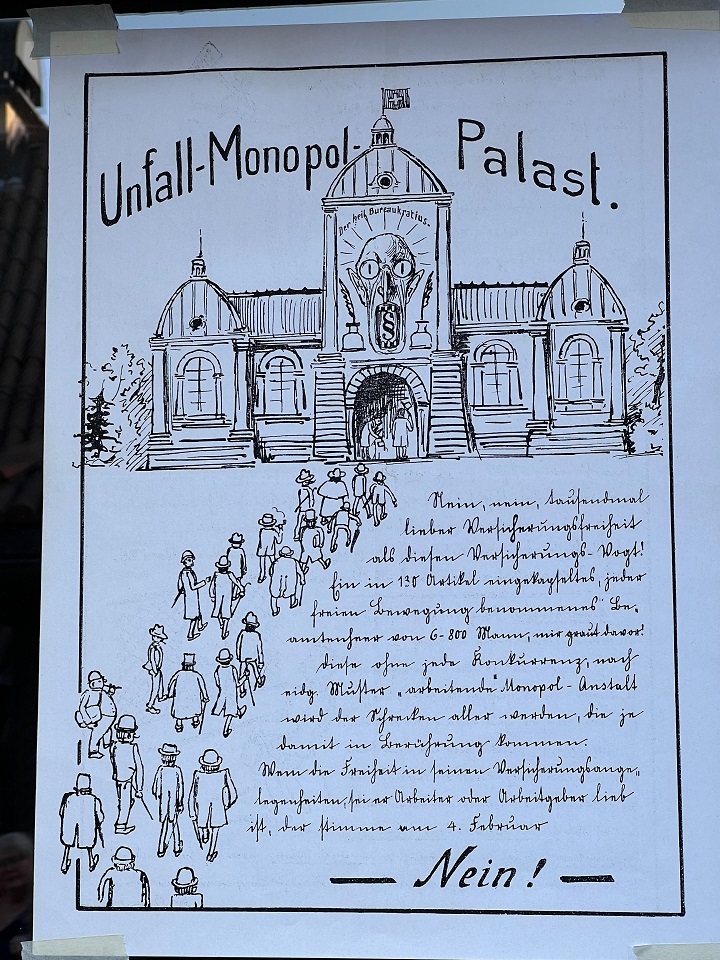 Unfall-Monopol-Palast.
Der heil. Bureaukratius.
§
Nein, nein, tausendmal
lieber Versicherungsfreiheit
als diesen Versicherungs-Vogt!
Ein in 130 Artikel eingekapseltes, jeder
freien Bewegung benommenes Be-
amtenheer von 6-800 Mann, mir graut davor!
diese ohne jede Konkurrenz, nach
eidg. Muster „arbeitende" Monopol-Anstalt
wird der Schrecken aller werden, die je
damit in Berührung kommen.
Wem die Freiheit in seinen Versicherungsange-
legenheiten, sei er Arbeiter oder Arbeitgeber lieb
ist, der stimme am 4. Februar
— Nein! —